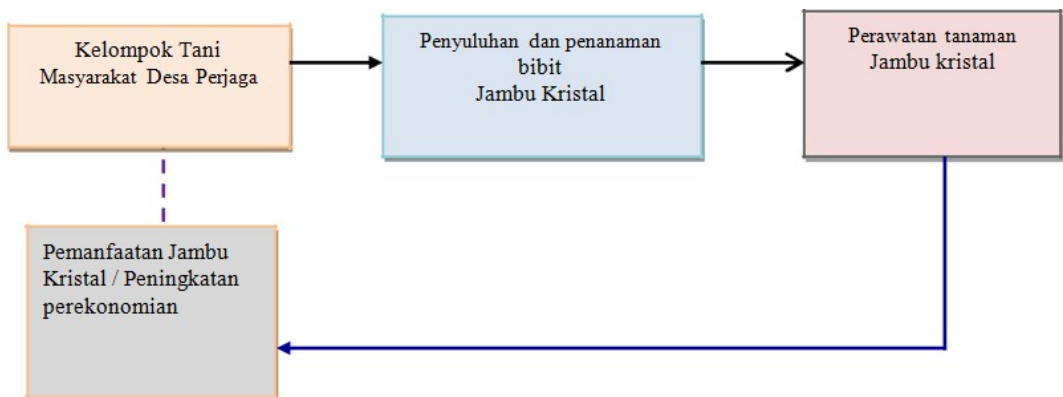 Kelompok Tani
Masyarakat Desa Perjaga
Penyuluhan dan penanaman
bibit
Jambu Kristal
Perawatan tanaman
Jambu kristal
Pemanfaatan Jambu
Kristal / Peningkatan
perekonomian